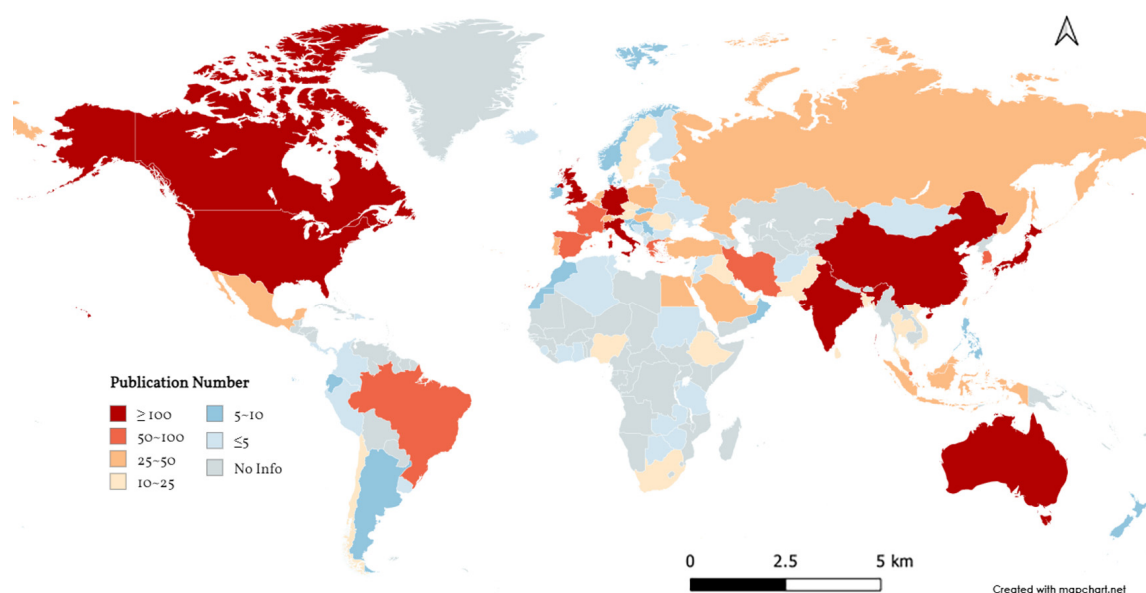 Publication Number
≥100
50~100
25~50
10~25
5~10
≤5
No Info
0 2.5 5 km
Created with mapchart.net